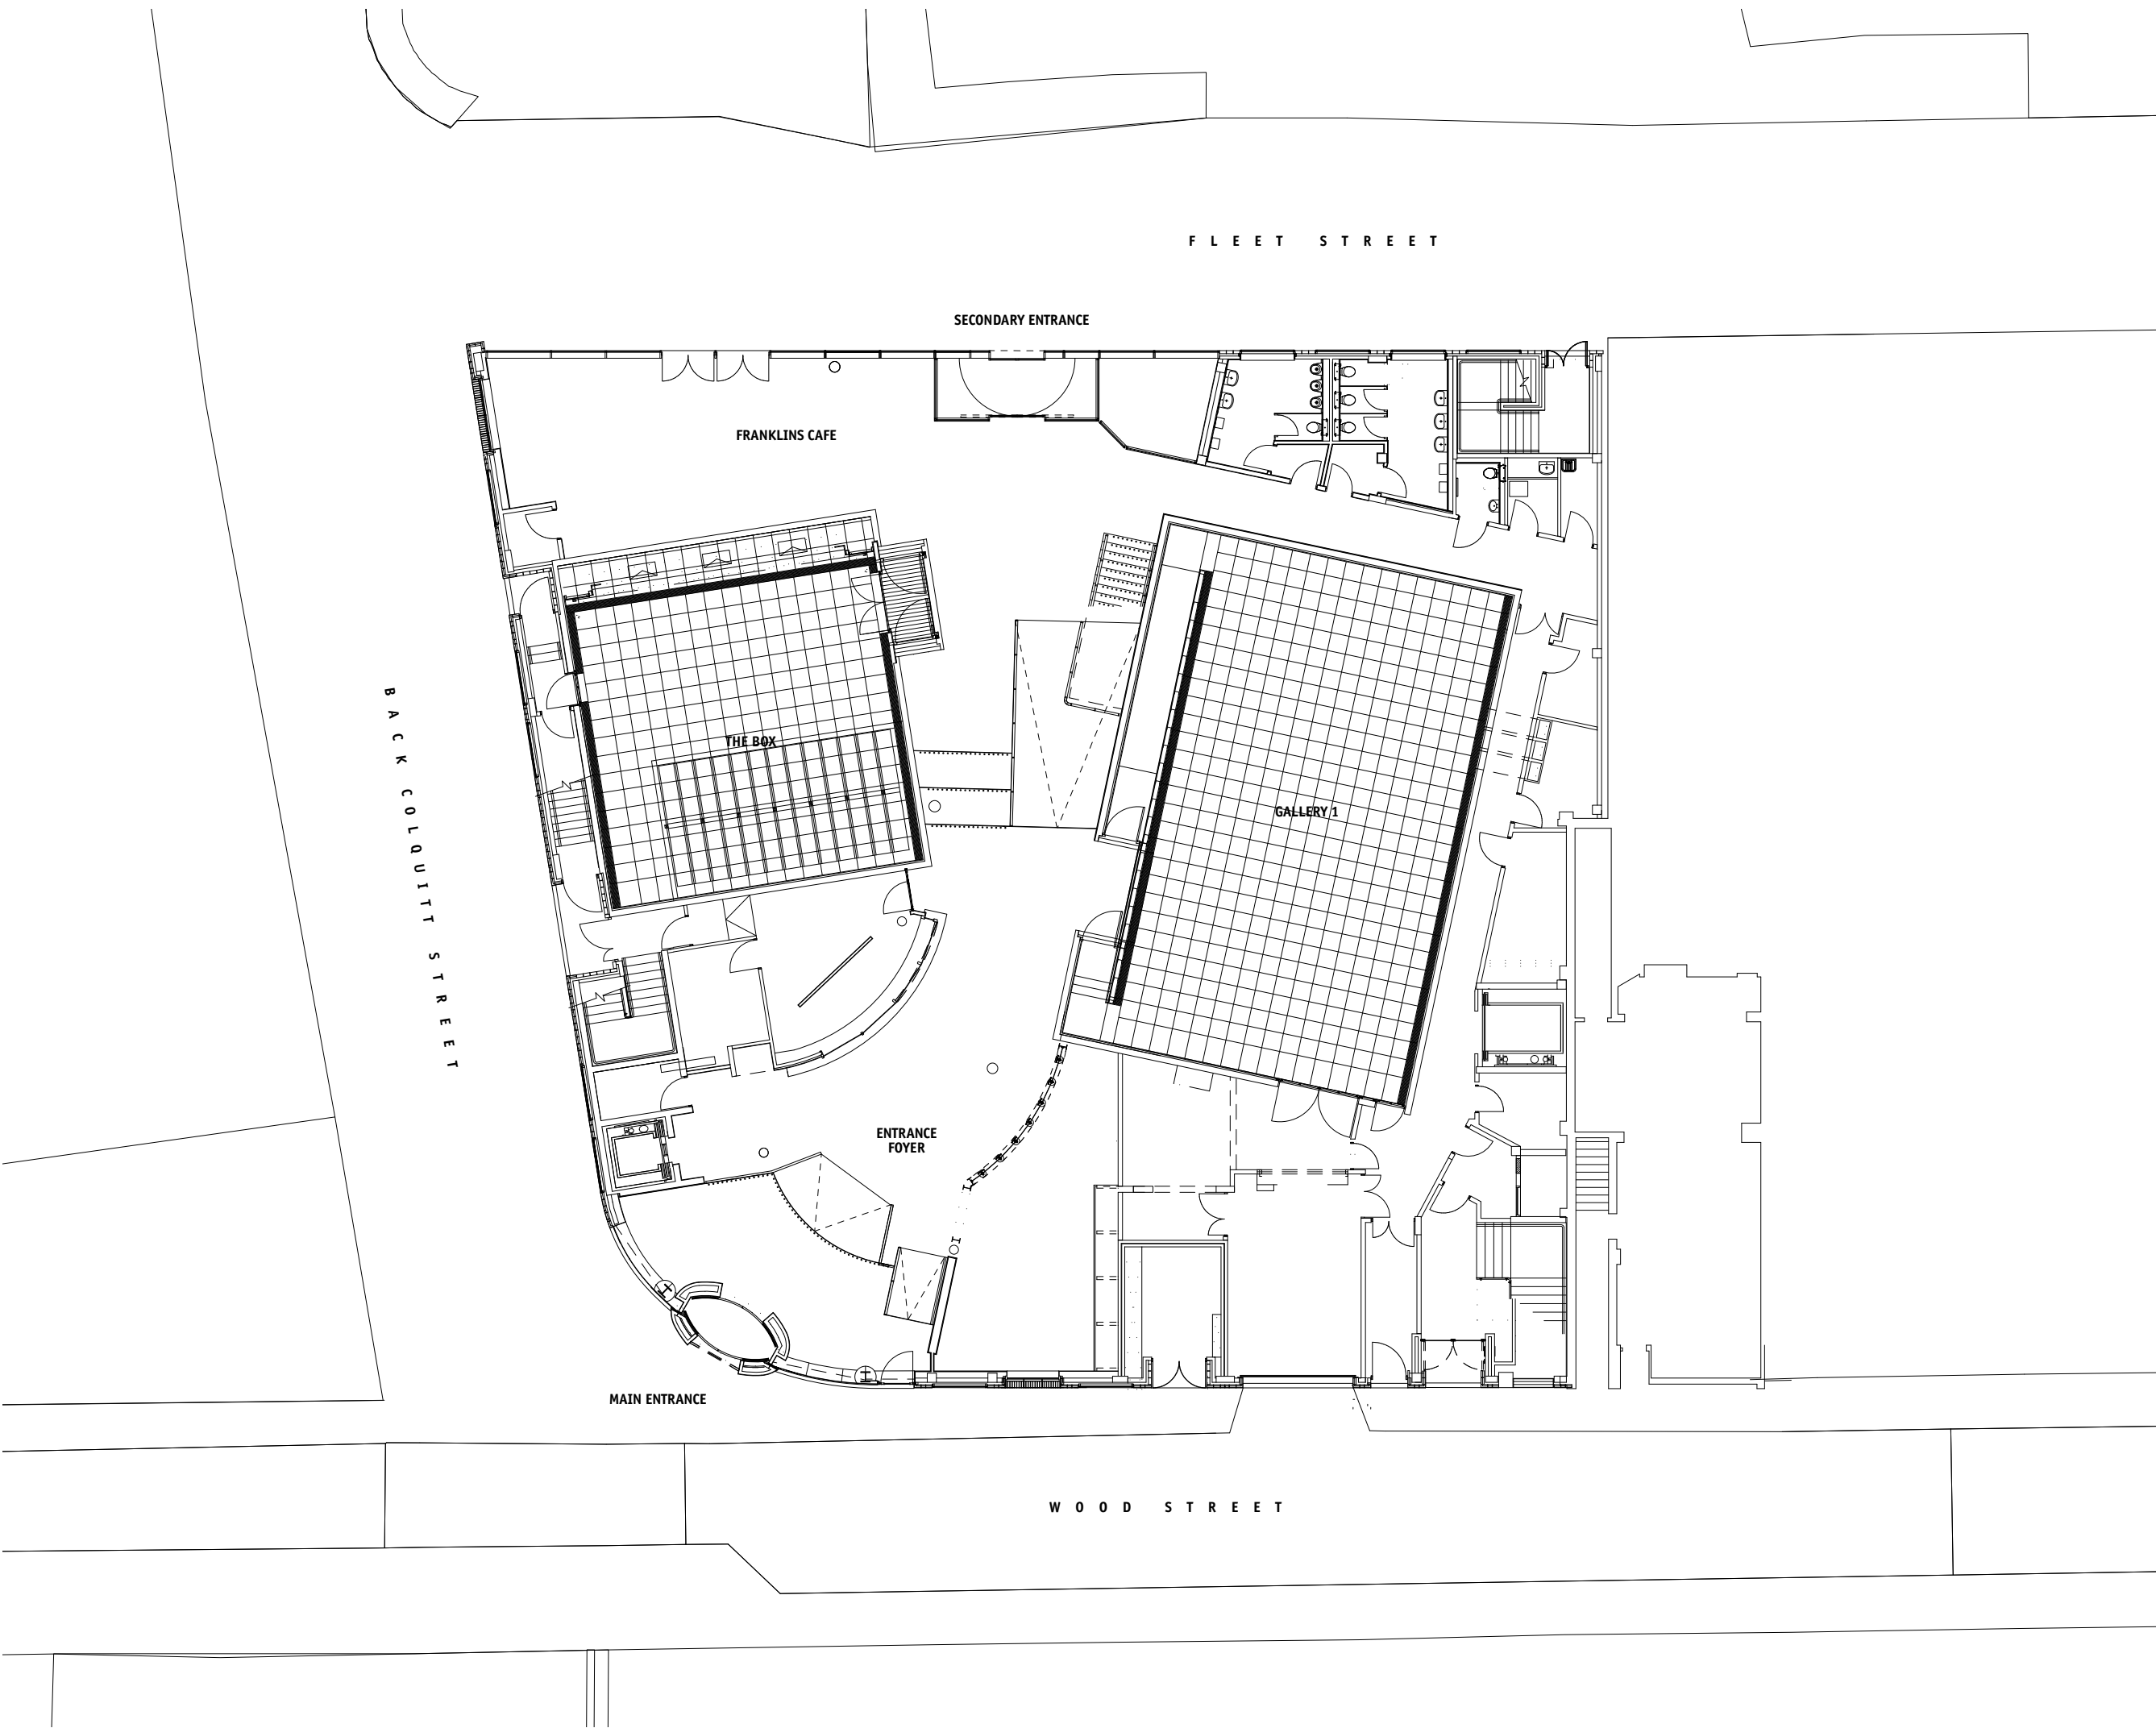 FLEET STREET
SECONDARY ENTRANCE
FRANKLINS CAFE
BACK COLQUITT STREET
THE BOX
GALLERY 1
ENTRANCE
FOYER
MAIN ENTRANCE
WOOD STREET